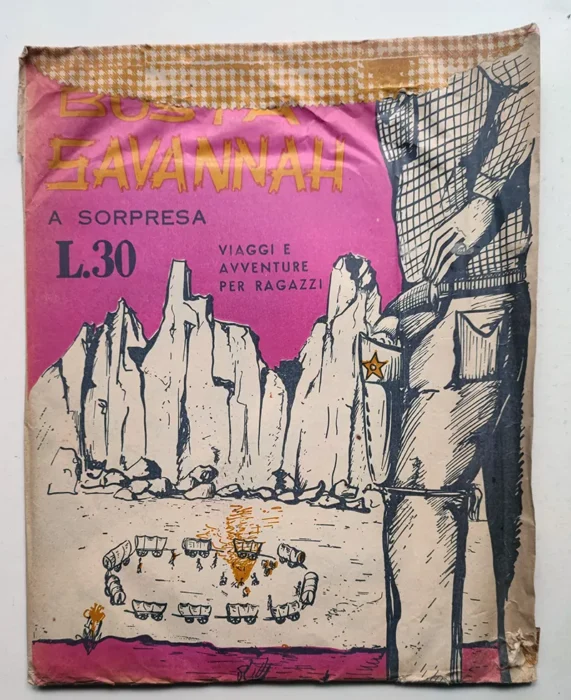 BUSTA
SAVANNAH
A SORPRESA
L.30
VIAGGI E
AVVENTURE
PER RAGAZZI